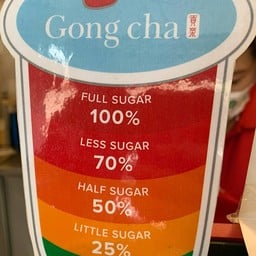 Gong cha 貢茶
FULL SUGAR
100%
LESS SUGAR
70%
HALF SUGAR
50%
LITTLE SUGAR
25%